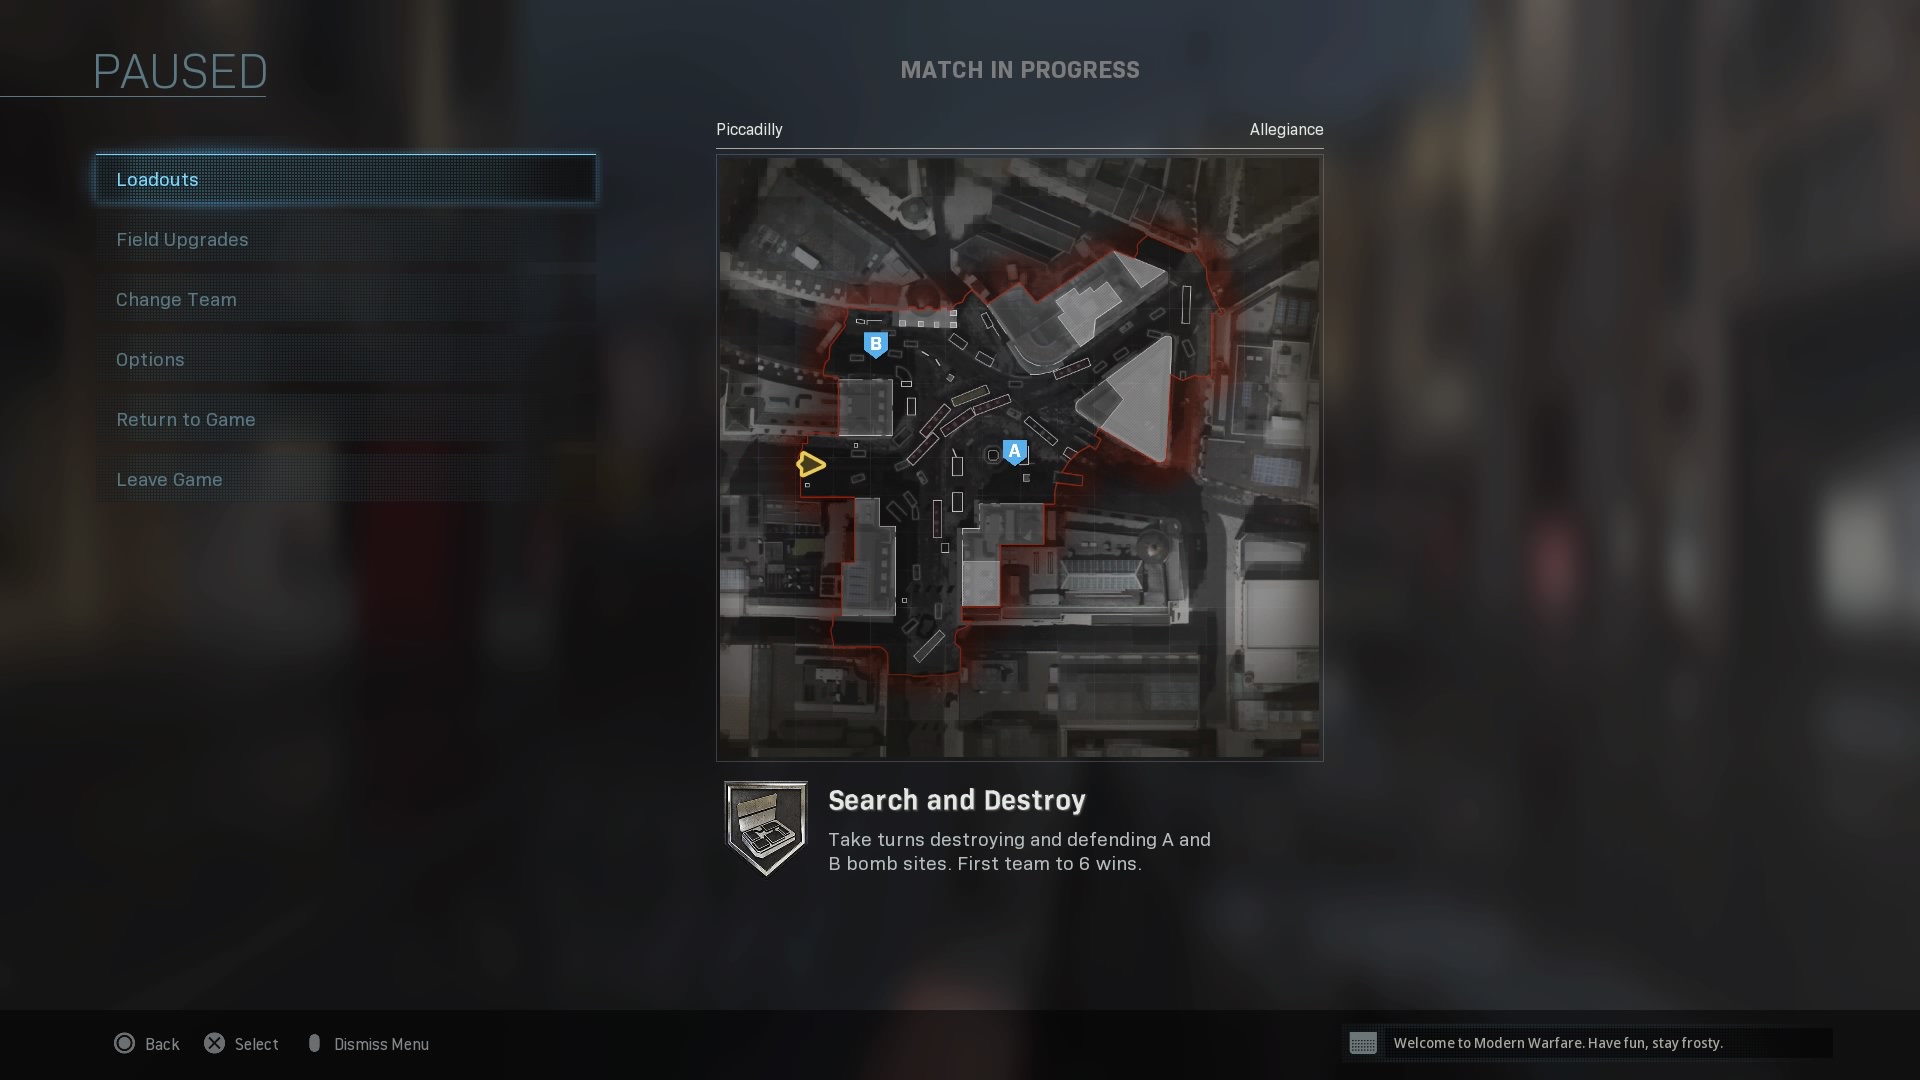 PAUSED
MATCH IN PROGRESS
Piccadilly
Allegiance
Loadouts
Field Upgrades
Change Team
Options
Return to Game
Leave Game
B
A
Search and Destroy
Take turns destroying and defending A and
B bomb sites. First team to 6 wins.
Back
Select
Dismiss Menu
Welcome to Modern Warfare. Have fun, stay frosty.